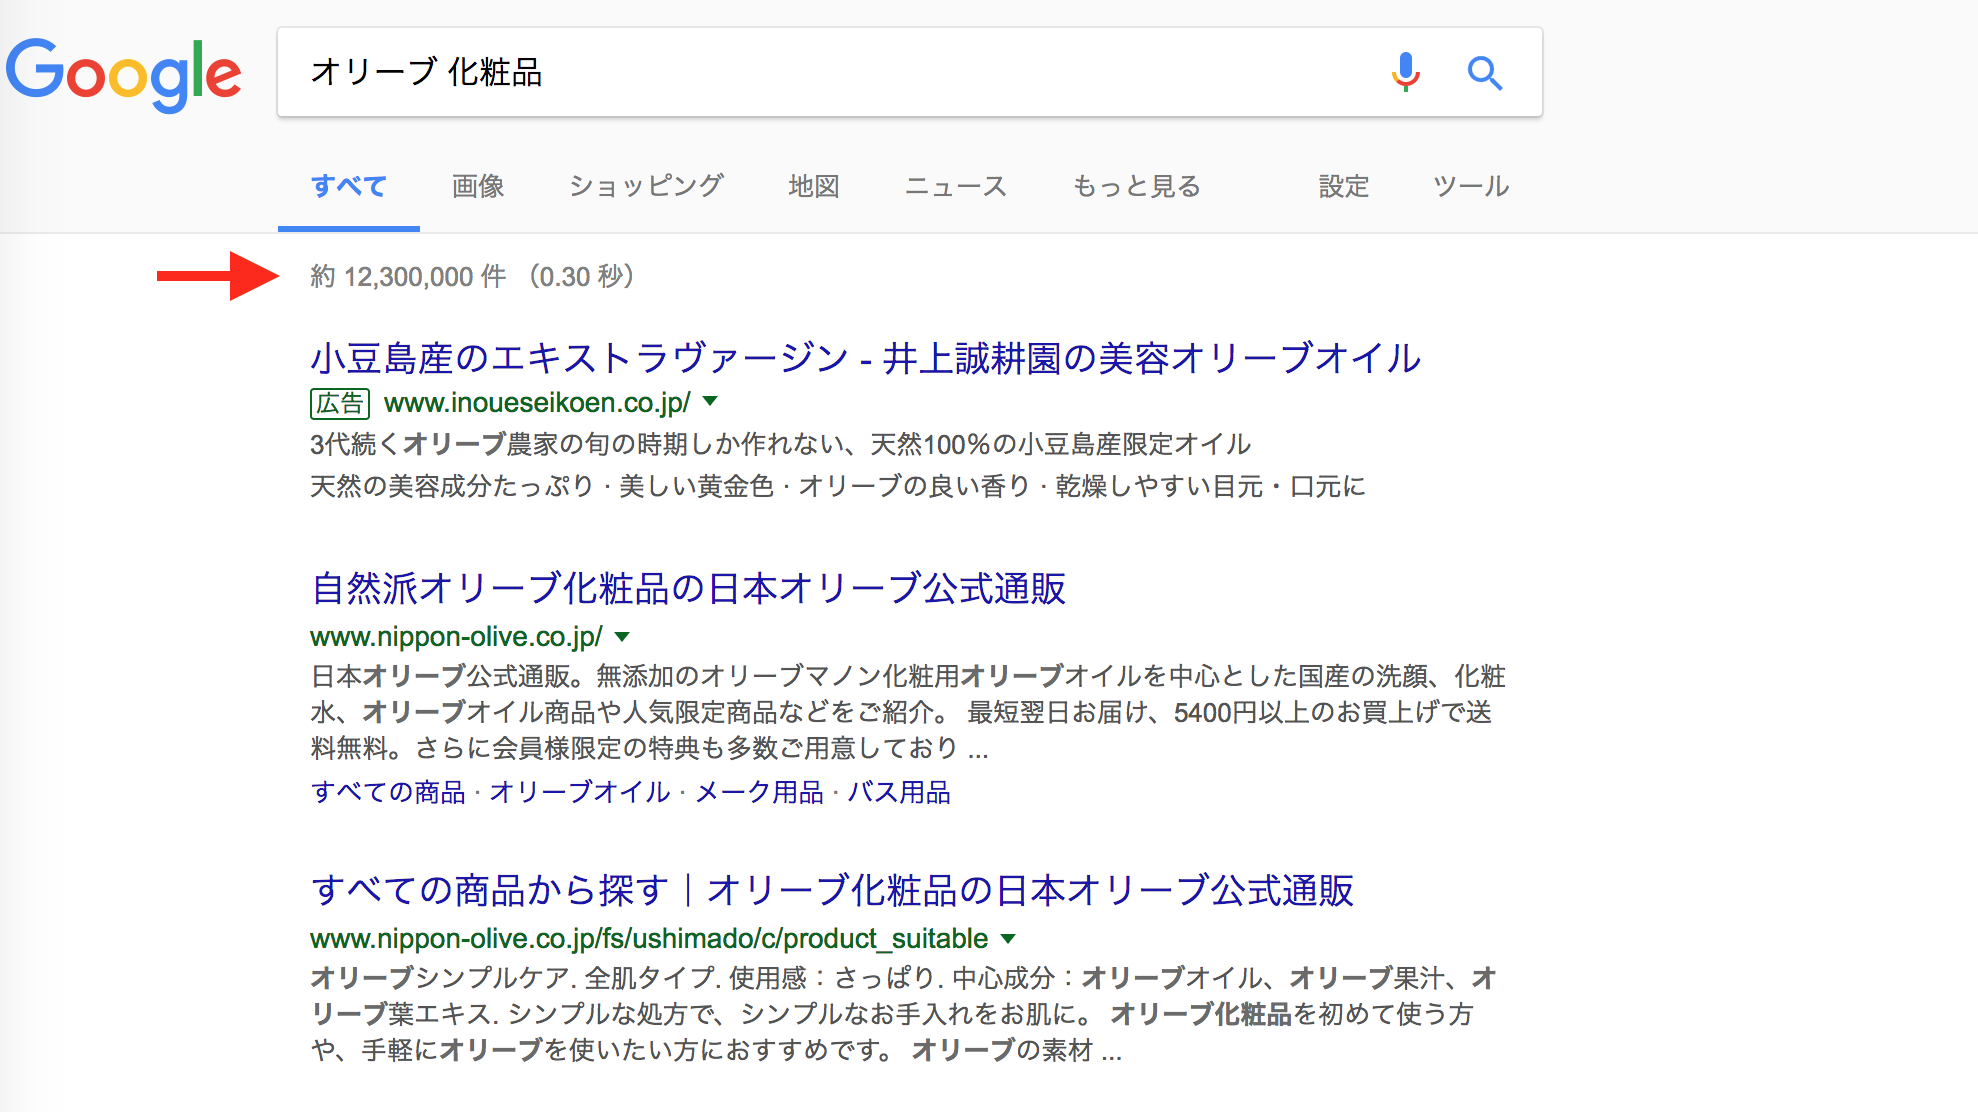 Google
オリーブ 化粧品
すべて 画像 ショッピング 地図 ニュース もっと見る 設定 ツール
約 12,300,000 件 （0.30 秒）
小豆島産のエキストラヴァージン - 井上誠耕園の美容オリーブオイル
広告 www.inoueseikoen.co.jp/
3代続くオリーブ農家の旬の時期しか作れない、天然100％の小豆島産限定オイル
天然の美容成分たっぷり · 美しい黄金色 · オリーブの良い香り · 乾燥しやすい目元・口元に
自然派オリーブ化粧品の日本オリーブ公式通販
www.nippon-olive.co.jp/
日本オリーブ公式通販。無添加のオリーブマノン化粧用オリーブオイルを中心とした国産の洗顔、化粧
水、オリーブオイル商品や人気限定商品などをご紹介。 最短翌日お届け、5400円以上のお買上げで送
料無料。さらに会員様限定の特典も多数ご用意しており ...
すべての商品 · オリーブオイル · メーク用品 · バス用品
すべての商品から探す｜オリーブ化粧品の日本オリーブ公式通販
www.nippon-olive.co.jp/fs/ushimado/c/product_suitable
オリーブシンプルケア. 全肌タイプ. 使用感：さっぱり. 中心成分：オリーブオイル、オリーブ果汁、オ
リーブ葉エキス. シンプルな処方で、シンプルなお手入れをお肌に。 オリーブ化粧品を初めて使う方
や、手軽にオリーブを使いたい方におすすめです。 オリーブの素材 ...